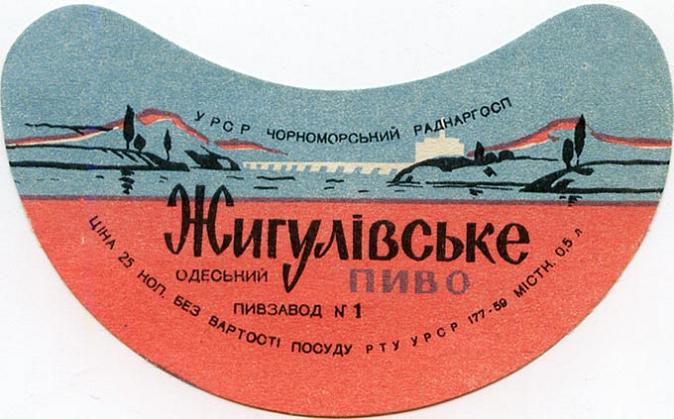 УРСР ЧОРНОМОРСЬКИЙ РАДНАРГОСП
Жигулівське
ОДЕСЬКИЙ ПИВО
ПИВЗАВОД №1
ЦІНА 25 КОП. БЕЗ ВАРТОСТІ ПОСУДУ РТУ УРСР 177-59 МІСТН. 0,5 л